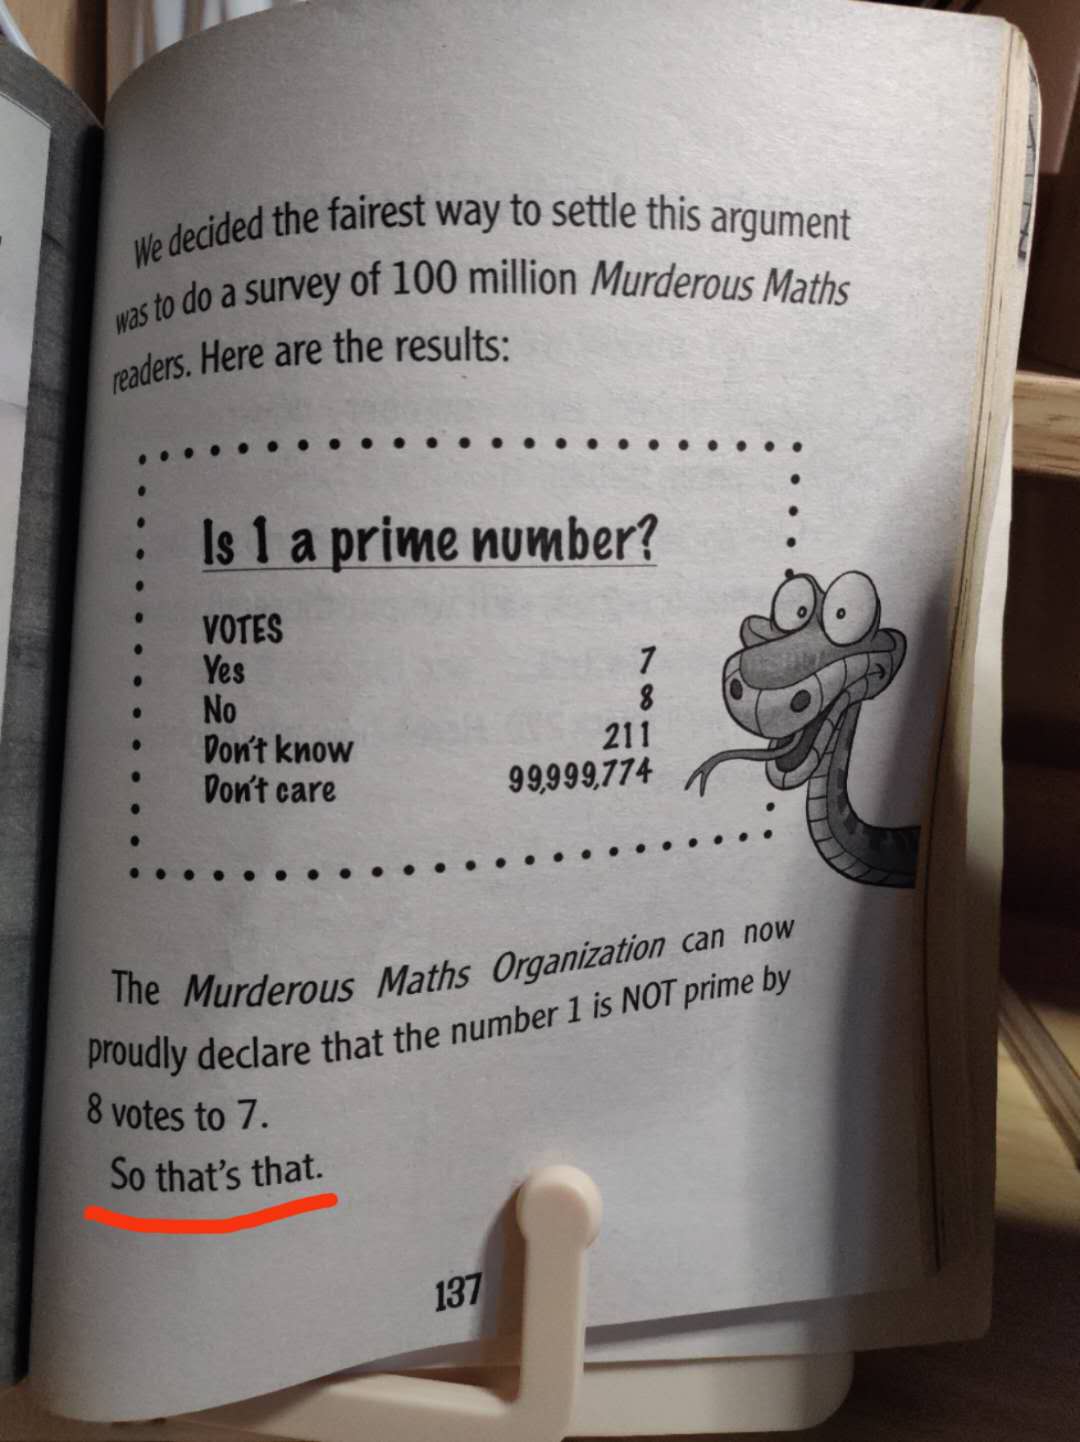 We decided the fairest way to settle this argument
was to do a survey of 100 million Murderous Maths
readers. Here are the results:
Is 1 a prime number?
VOTES
Yes 7
No 8
Don't know 211
Don't care 99,999,774
The Murderous Maths Organization can now
proudly declare that the number 1 is NOT prime by
8 votes to 7.
So that's that.
137